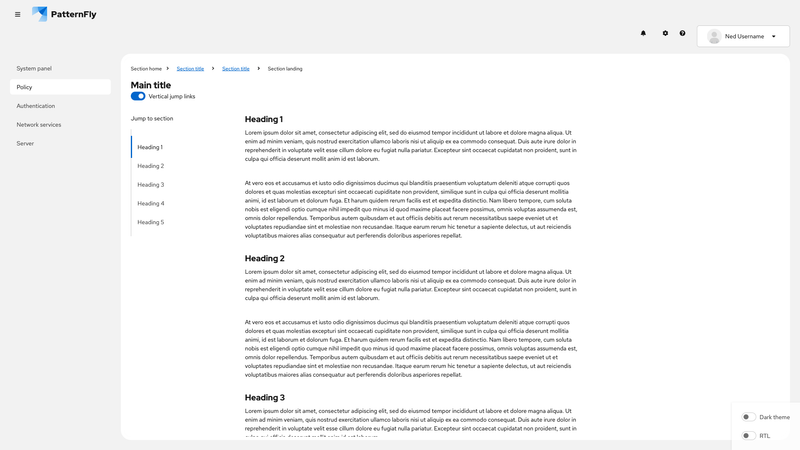 PatternFly
Ned Username
System panel
Policy
Authentication
Network services
Server
Section home > Section title > Section title > Section landing
Main title
Vertical jump links
Jump to section
Heading 1
Heading 2
Heading 3
Heading 4
Heading 5
Heading 1
Lorem ipsum dolor sit amet, consectetur adipiscing elit, sed do eiusmod tempor incididunt ut labore et dolore magna aliqua. Ut
enim ad minim veniam, quis nostrud exercitation ullamco laboris nisi ut aliquip ex ea commodo consequat. Duis aute irure dolor in
reprehenderit in voluptate velit esse cillum dolore eu fugiat nulla pariatur. Excepteur sint occaecat cupidatat non proident, sunt in
culpa qui officia deserunt mollit anim id est laborum.
At vero eos et accusamus et iusto odio dignissimos ducimus qui blanditiis praesentium voluptatum deleniti atque corrupti quos
dolores et quas molestias excepturi sint occaecati cupiditate non provident, similique sunt in culpa qui officia deserunt mollitia
animi, id est laborum et dolorum fuga. Et harum quidem rerum facilis est et expedita distinctio. Nam libero tempore, cum soluta
nobis est eligendi optio cumque nihil impedit quo minus id quod maxime placeat facere possimus, omnis voluptas assumenda est,
omnis dolor repellendus. Temporibus autem quibusdam et aut officiis debitis aut rerum necessitatibus saepe eveniet ut et
voluptates repudiandae sint et molestiae non recusandae. Itaque earum rerum hic tenetur a sapiente delectus, ut aut reiciendis
voluptatibus maiores alias consequatur aut perferendis doloribus asperiores repellat.
Heading 2
Lorem ipsum dolor sit amet, consectetur adipiscing elit, sed do eiusmod tempor incididunt ut labore et dolore magna aliqua. Ut
enim ad minim veniam, quis nostrud exercitation ullamco laboris nisi ut aliquip ex ea commodo consequat. Duis aute irure dolor in
reprehenderit in voluptate velit esse cillum dolore eu fugiat nulla pariatur. Excepteur sint occaecat cupidatat non proident, sunt in
culpa qui officia deserunt mollit anim id est laborum.
At vero eos et accusamus et iusto odio dignissimos ducimus qui blanditiis praesentium voluptatum deleniti atque corrupti quos
dolores et quas molestias excepturi sint occaecati cupiditate non provident, similique sunt in culpa qui officia deserunt mollitia
animi, id est laborum et dolorum fuga. Et harum quidem rerum facilis est et expedita distinctio. Nam libero tempore, cum soluta
nobis est eligendi optio cumque nihil impedit quo minus id quod maxime placeat facere possimus, omnis voluptas assumenda est,
omnis dolor repellendus. Temporibus autem quibusdam et aut officiis debitis aut rerum necessitatibus saepe eveniet ut et
voluptates repudiandae sint et molestiae non recusandae. Itaque earum rerum hic tenetur a sapiente delectus, ut aut reiciendis
voluptatibus maiores alias consequatur aut perferendis doloribus asperiores repellat.
Heading 3
Lorem ipsum dolor sit amet, consectetur adipiscing elit, sed do eiusmod tempor incididunt ut labore et dolore magna aliqua. Ut
enim ad minim veniam, quis nostrud exercitation ullamco laboris nisi ut aliquip ex ea commodo consequat. Duis aute irure dolor in
reprehenderit in voluptate velit esse cillum dolore eu fugiat nulla pariatur. Excepteur sint occaecat cupidatat non proident, sunt in
Dark theme
RTL